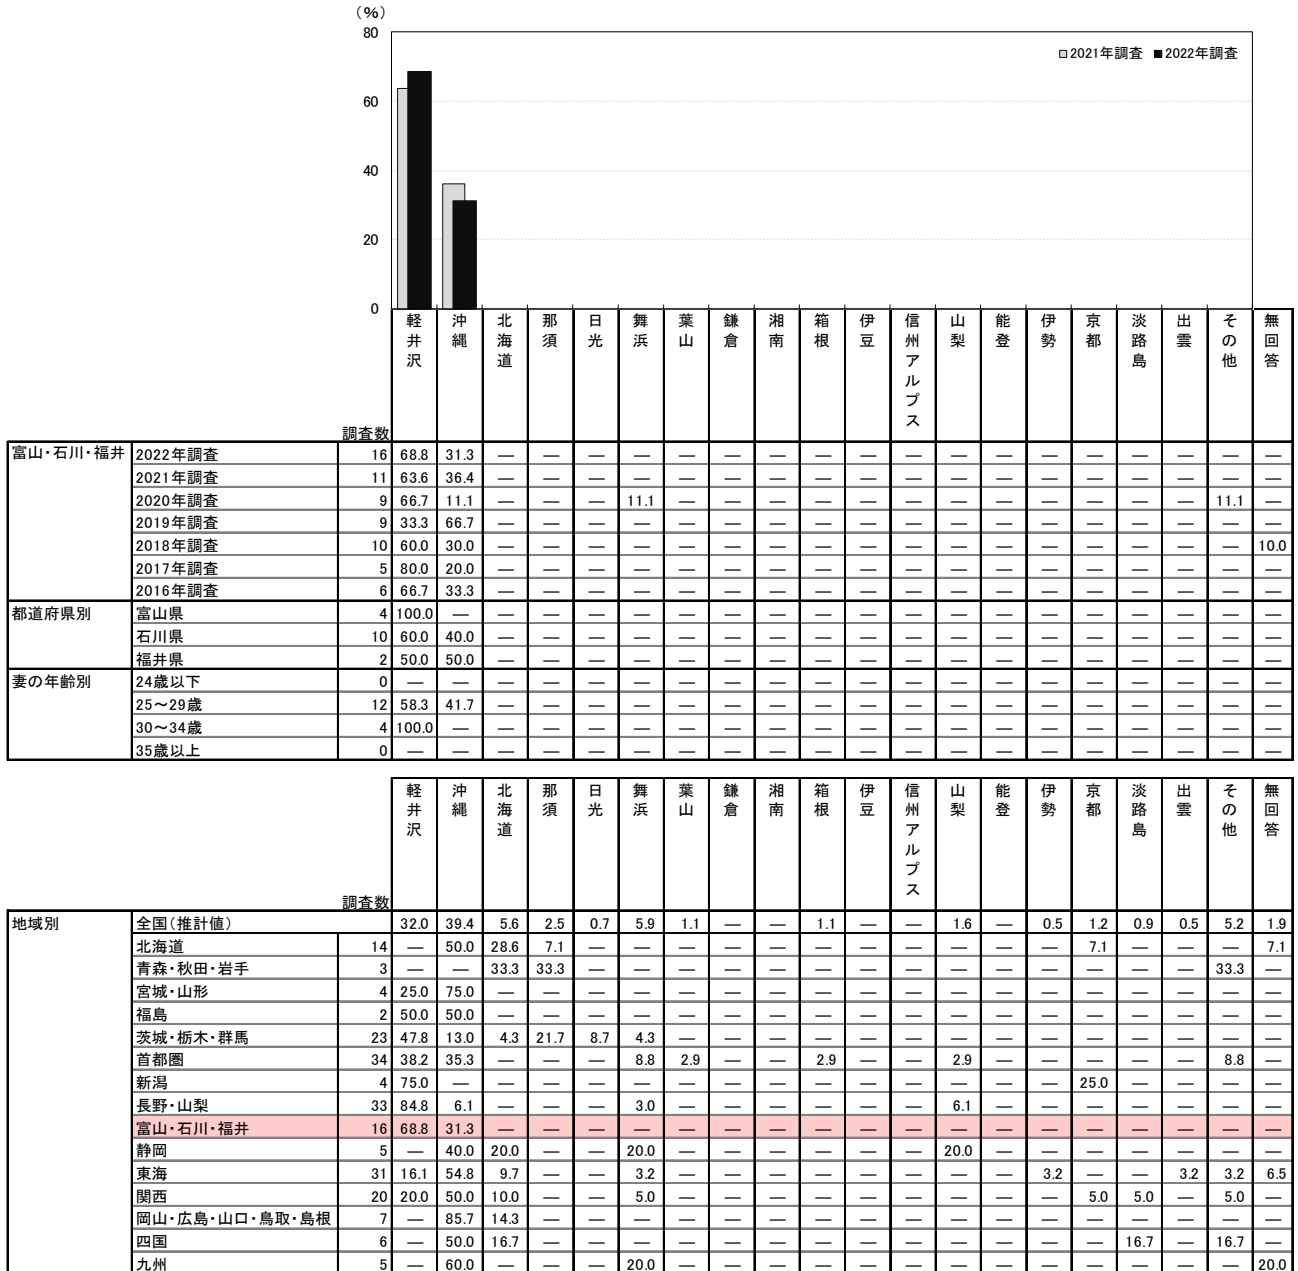 (%)
80
□2021年調査 ■2022年調査
60
40
20
0
調査数 軽井沢 沖縄 北海道 那須 日光 舞浜 葉山 鎌倉 湘南 箱根 伊豆 信州アルプス 山梨 能登 伊勢 京都 淡路島 出雲 その他 無回答
富山・石川・福井 2022年調査 16 68.8 31.3 — — — — — — — — — — — — — — — — — —
2021年調査 11 63.6 36.4 — — — — — — — — — — — — — — — — — —
2020年調査 9 66.7 11.1 — — — 11.1 — — — — — — — — — — — — 11.1 —
2019年調査 9 33.3 66.7 — — — — — — — — — — — — — — — — — —
2018年調査 10 60.0 30.0 — — — — — — — — — — — — — — — — — 10.0
2017年調査 5 80.0 20.0 — — — — — — — — — — — — — — — — — —
2016年調査 6 66.7 33.3 — — — — — — — — — — — — — — — — — —
都道府県別 富山県 4 100.0 — — — — — — — — — — — — — — — — — — —
石川県 10 60.0 40.0 — — — — — — — — — — — — — — — — — —
福井県 2 50.0 50.0 — — — — — — — — — — — — — — — — — —
妻の年齢別 24歳以下 0 — — — — — — — — — — — — — — — — — — — —
25～29歳 12 58.3 41.7 — — — — — — — — — — — — — — — — — —
30～34歳 4 100.0 — — — — — — — — — — — — — — — — — — —
35歳以上 0 — — — — — — — — — — — — — — — — — — — —
調査数 軽井沢 沖縄 北海道 那須 日光 舞浜 葉山 鎌倉 湘南 箱根 伊豆 信州アルプス 山梨 能登 伊勢 京都 淡路島 出雲 その他 無回答
地域別 全国(推計値) 32.0 39.4 5.6 2.5 0.7 5.9 1.1 — — 1.1 — — 1.6 — 0.5 1.2 0.9 0.5 5.2 1.9
北海道 14 — 50.0 28.6 7.1 — — — — — — — — — — — 7.1 — — — 7.1
青森・秋田・岩手 3 — — 33.3 33.3 — — — — — — — — — — — — — — 33.3 —
宮城・山形 4 25.0 75.0 — — — — — — — — — — — — — — — — — —
福島 2 50.0 50.0 — — — — — — — — — — — — — — — — — —
茨城・栃木・群馬 23 47.8 13.0 4.3 21.7 8.7 4.3 — — — — — — — — — — — — — —
首都圏 34 38.2 35.3 — — — 8.8 2.9 — — 2.9 — — 2.9 — — — — — 8.8 —
新潟 4 75.0 — — — — — — — — — — — — — — 25.0 — — — —
長野・山梨 33 84.8 6.1 — — — 3.0 — — — — — — 6.1 — — — — — — —
富山・石川・福井 16 68.8 31.3 — — — — — — — — — — — — — — — — — —
静岡 5 — 40.0 20.0 — — 20.0 — — — — — — 20.0 — — — — — — —
東海 31 16.1 54.8 9.7 — — 3.2 — — — — — — — — 3.2 — — 3.2 3.2 6.5
関西 20 20.0 50.0 10.0 — — 5.0 — — — — — — — — — 5.0 5.0 — 5.0 —
岡山・広島・山口・鳥取・島根 7 — 85.7 14.3 — — — — — — — — — — — — — — — — —
四国 6 — 50.0 16.7 — — — — — — — — — — — — — 16.7 — 16.7 —
九州 5 — 60.0 — — — 20.0 — — — — — — — — — — — — — 20.0